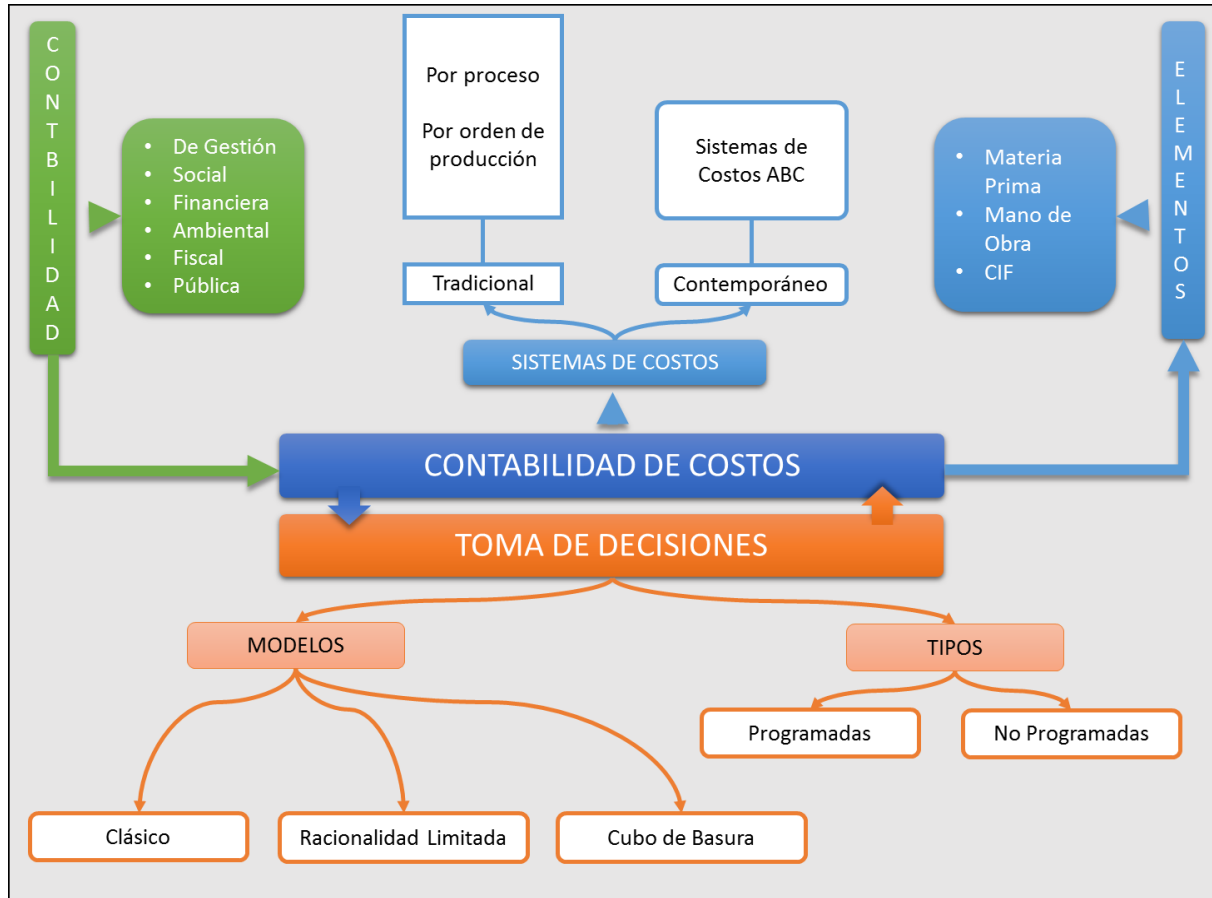 CONTBILIDAD
• De Gestión
• Social
• Financiera
• Ambiental
• Fiscal
• Pública
Por proceso
Por orden de
producción
Sistemas de
Costos ABC
Tradicional
Contemporáneo
SISTEMAS DE COSTOS
• Materia
Prima
• Mano de
Obra
• CIF
ELEMENTOS
CONTABILIDAD DE COSTOS
TOMA DE DECISIONES
MODELOS
TIPOS
Programadas
No Programadas
Clásico
Racionalidad Limitada
Cubo de Basura